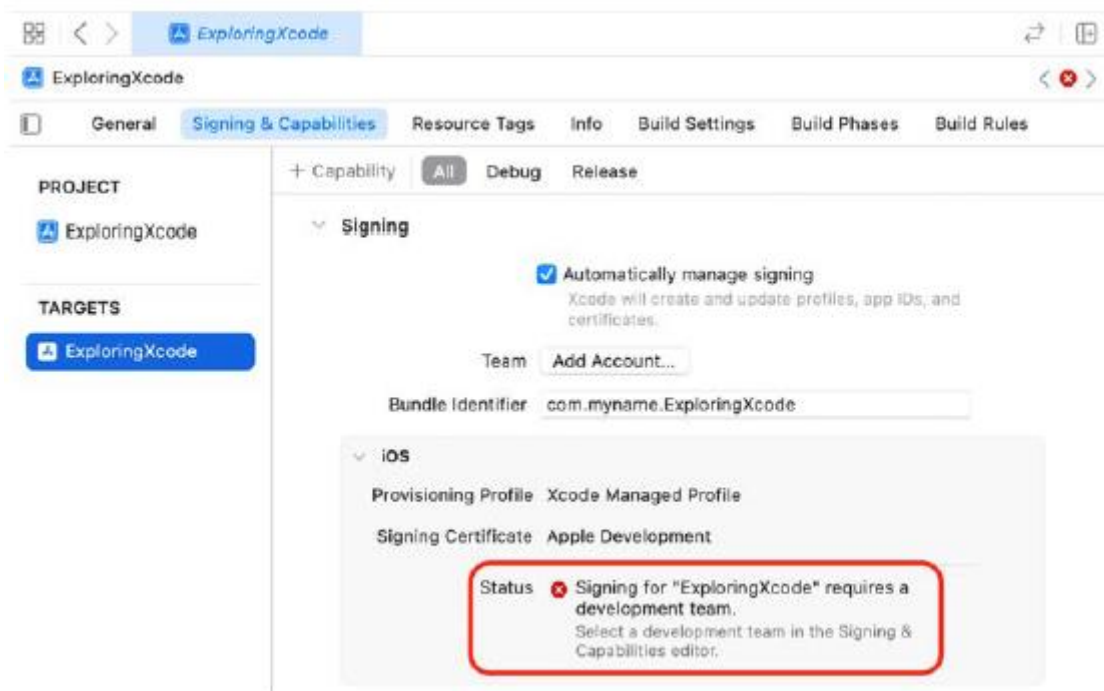 ExploringXcode
ExploringXcode
General Signing & Capabilities Resource Tags Info Build Settings Build Phases Build Rules
+ Capability All Debug Release
PROJECT
ExploringXcode
TARGETS
ExploringXcode
Signing
Automatically manage signing
Xcode will create and update profiles, app IDs, and
certificates.
Team Add Account...
Bundle Identifier com.myname.ExploringXcode
iOS
Provisioning Profile Xcode Managed Profile
Signing Certificate Apple Development
Status Signing for "ExploringXcode" requires a
development team.
Select a development team in the Signing &
Capabilities editor.